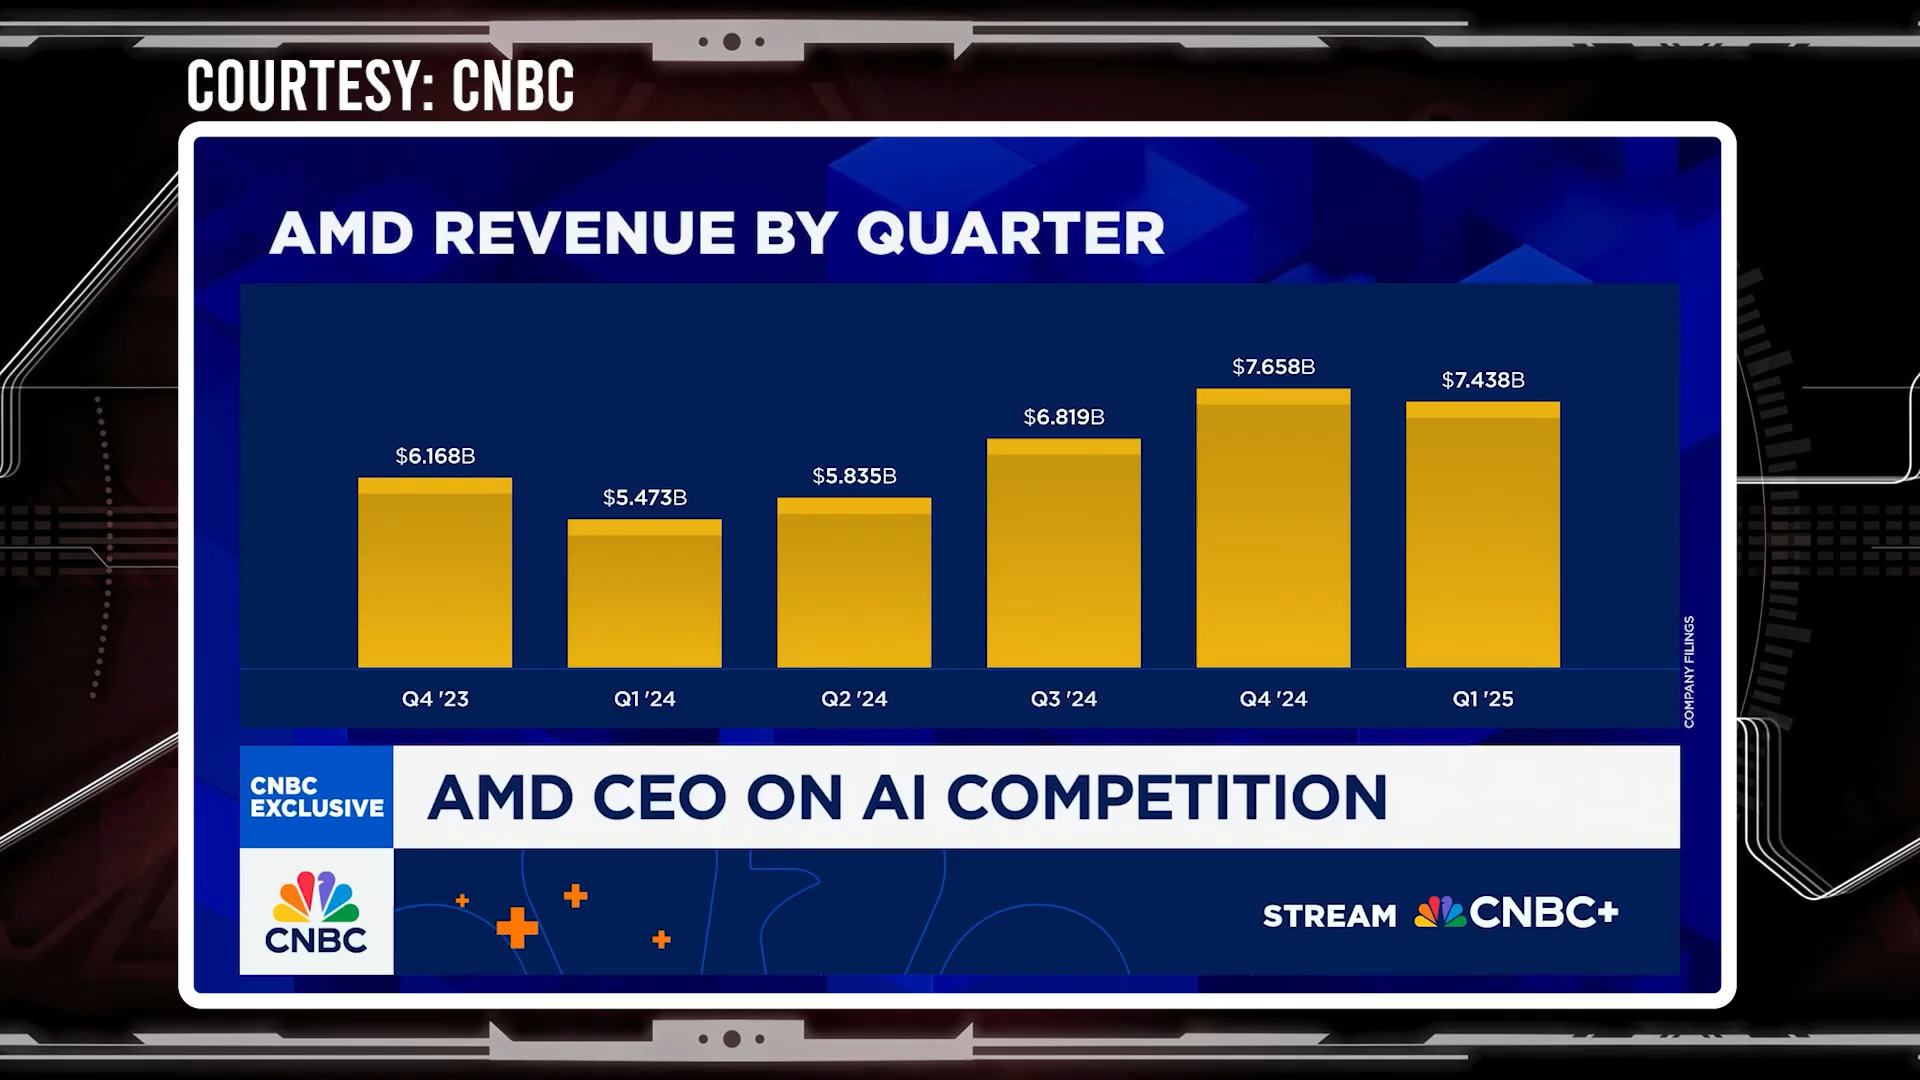 COURTESY: CNBC
AMD REVENUE BY QUARTER
$6.168B
$5.473B
$5.835B
$6.819B
$7.658B
$7.438B
Q4 '23
Q1 '24
Q2 '24
Q3 '24
Q4 '24
Q1 '25
COMPANY FILINGS
CNBC
EXCLUSIVE
AMD CEO ON AI COMPETITION
CNBC
STREAM CNBC+